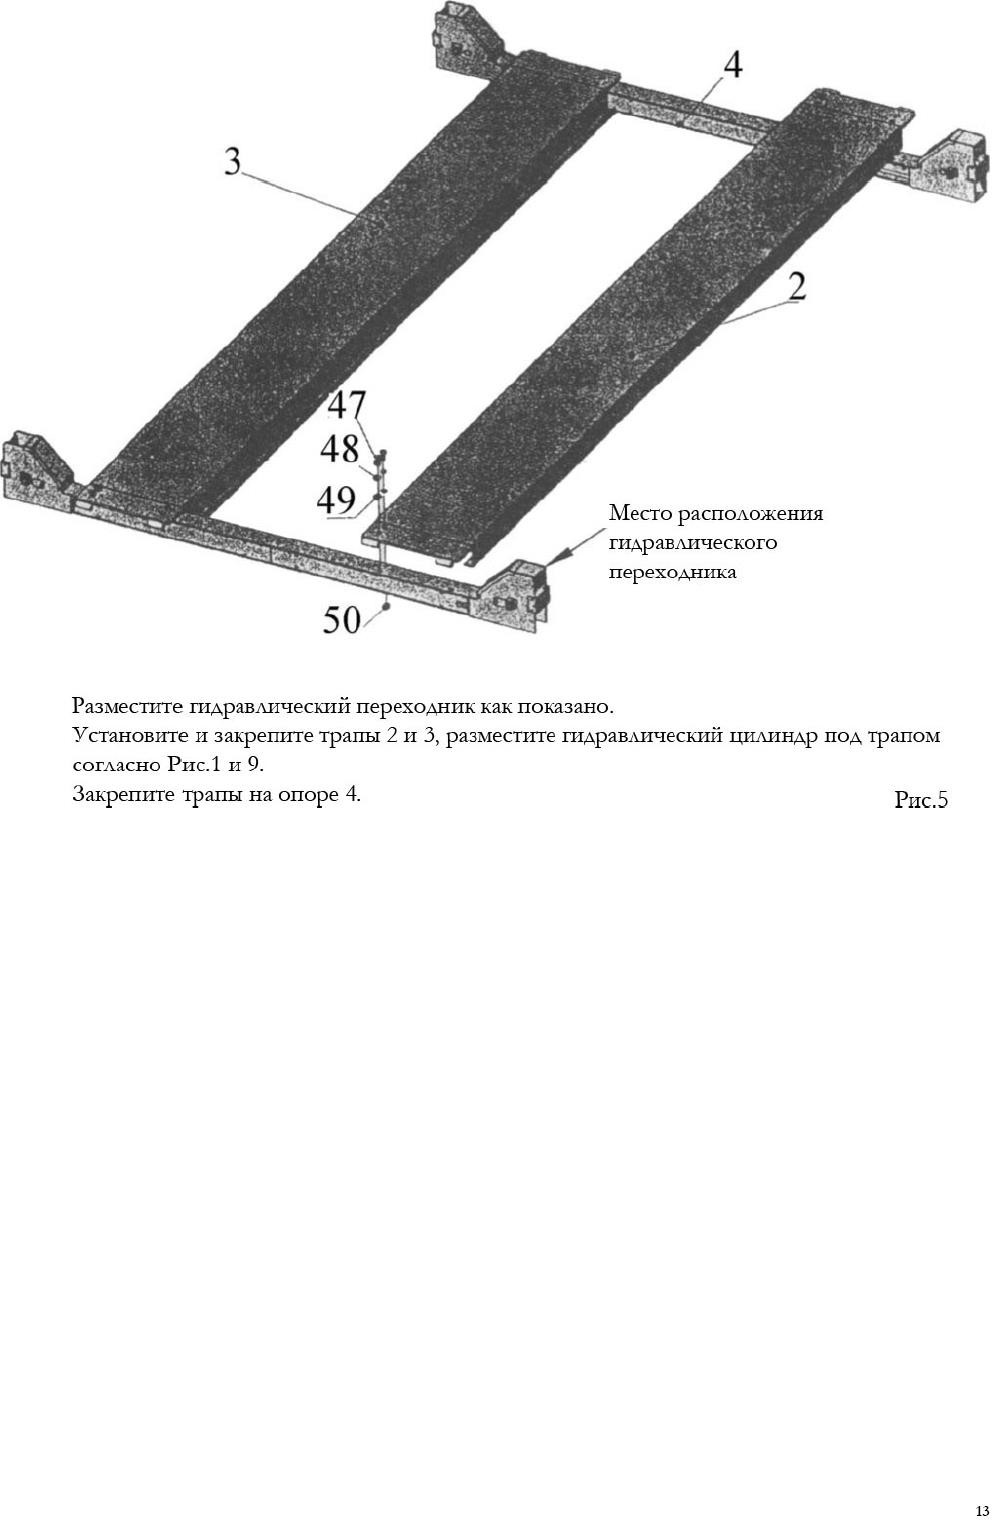 4
3
2
47
48
49
Место расположения
гидравлического
переходника
50
Разместите гидравлический переходник как показано.
Установите и закрепите трапы 2 и 3, разместите гидравлический цилиндр под трапом
согласно Рис.1 и 9.
Закрепите трапы на опоре 4.
Рис.5
13